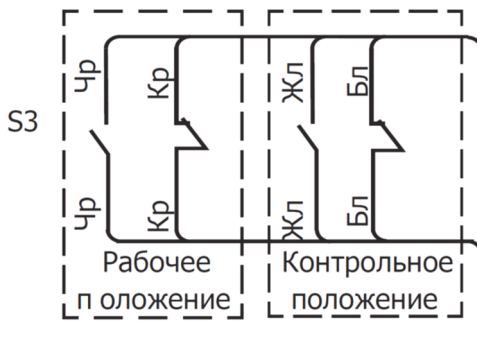 Чр Кр Жл Бл
S3
Чр Кр Жл Бл
Рабочее
п оложение
Контрольное
положение